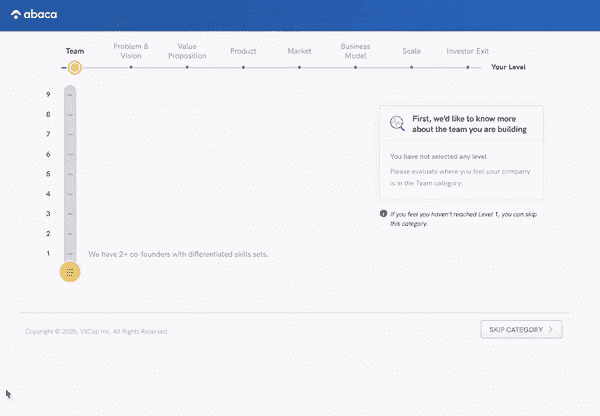 abaca
Team
Problem &
Vision
Value
Proposition
Product
Market
Business
Model
Scale
Investor Exit
Your Level
9
8
7
6
5
4
3
2
1
We have 2+ co-founders with differentiated skills sets.
First, we'd like to know more
about the team you are building
You have not selected any level
Please evaluate where you feel your company
is in the Team category.
If you feel you haven't reached Level 1, you can skip
this category.
Copyright © 2020, VilCap Inc. All Rights Reserved
SKIP CATEGORY